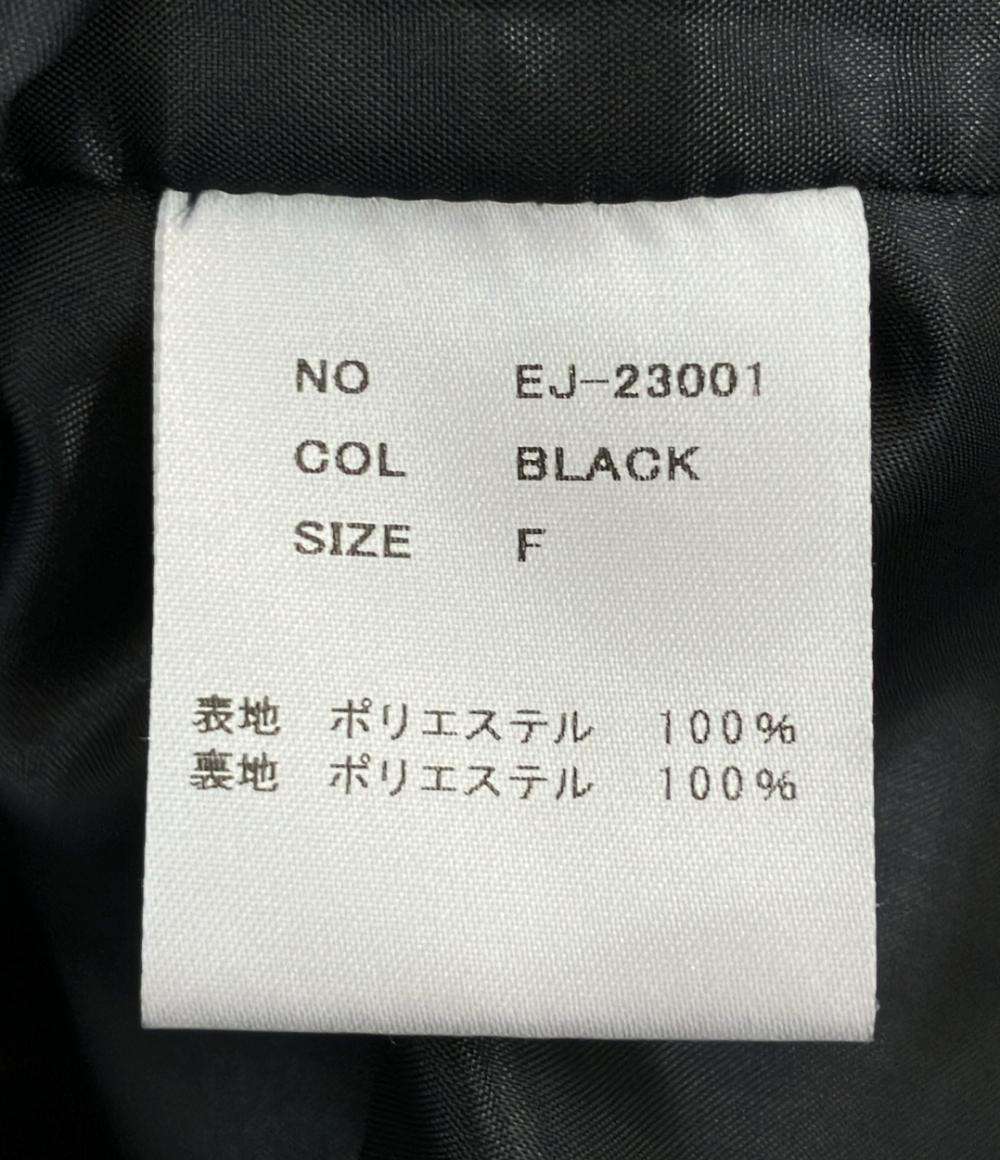 NO EJ-23001
COL BLACK
SIZE F
表地 ポリエステル 100%
裏地 ポリエステル 100%